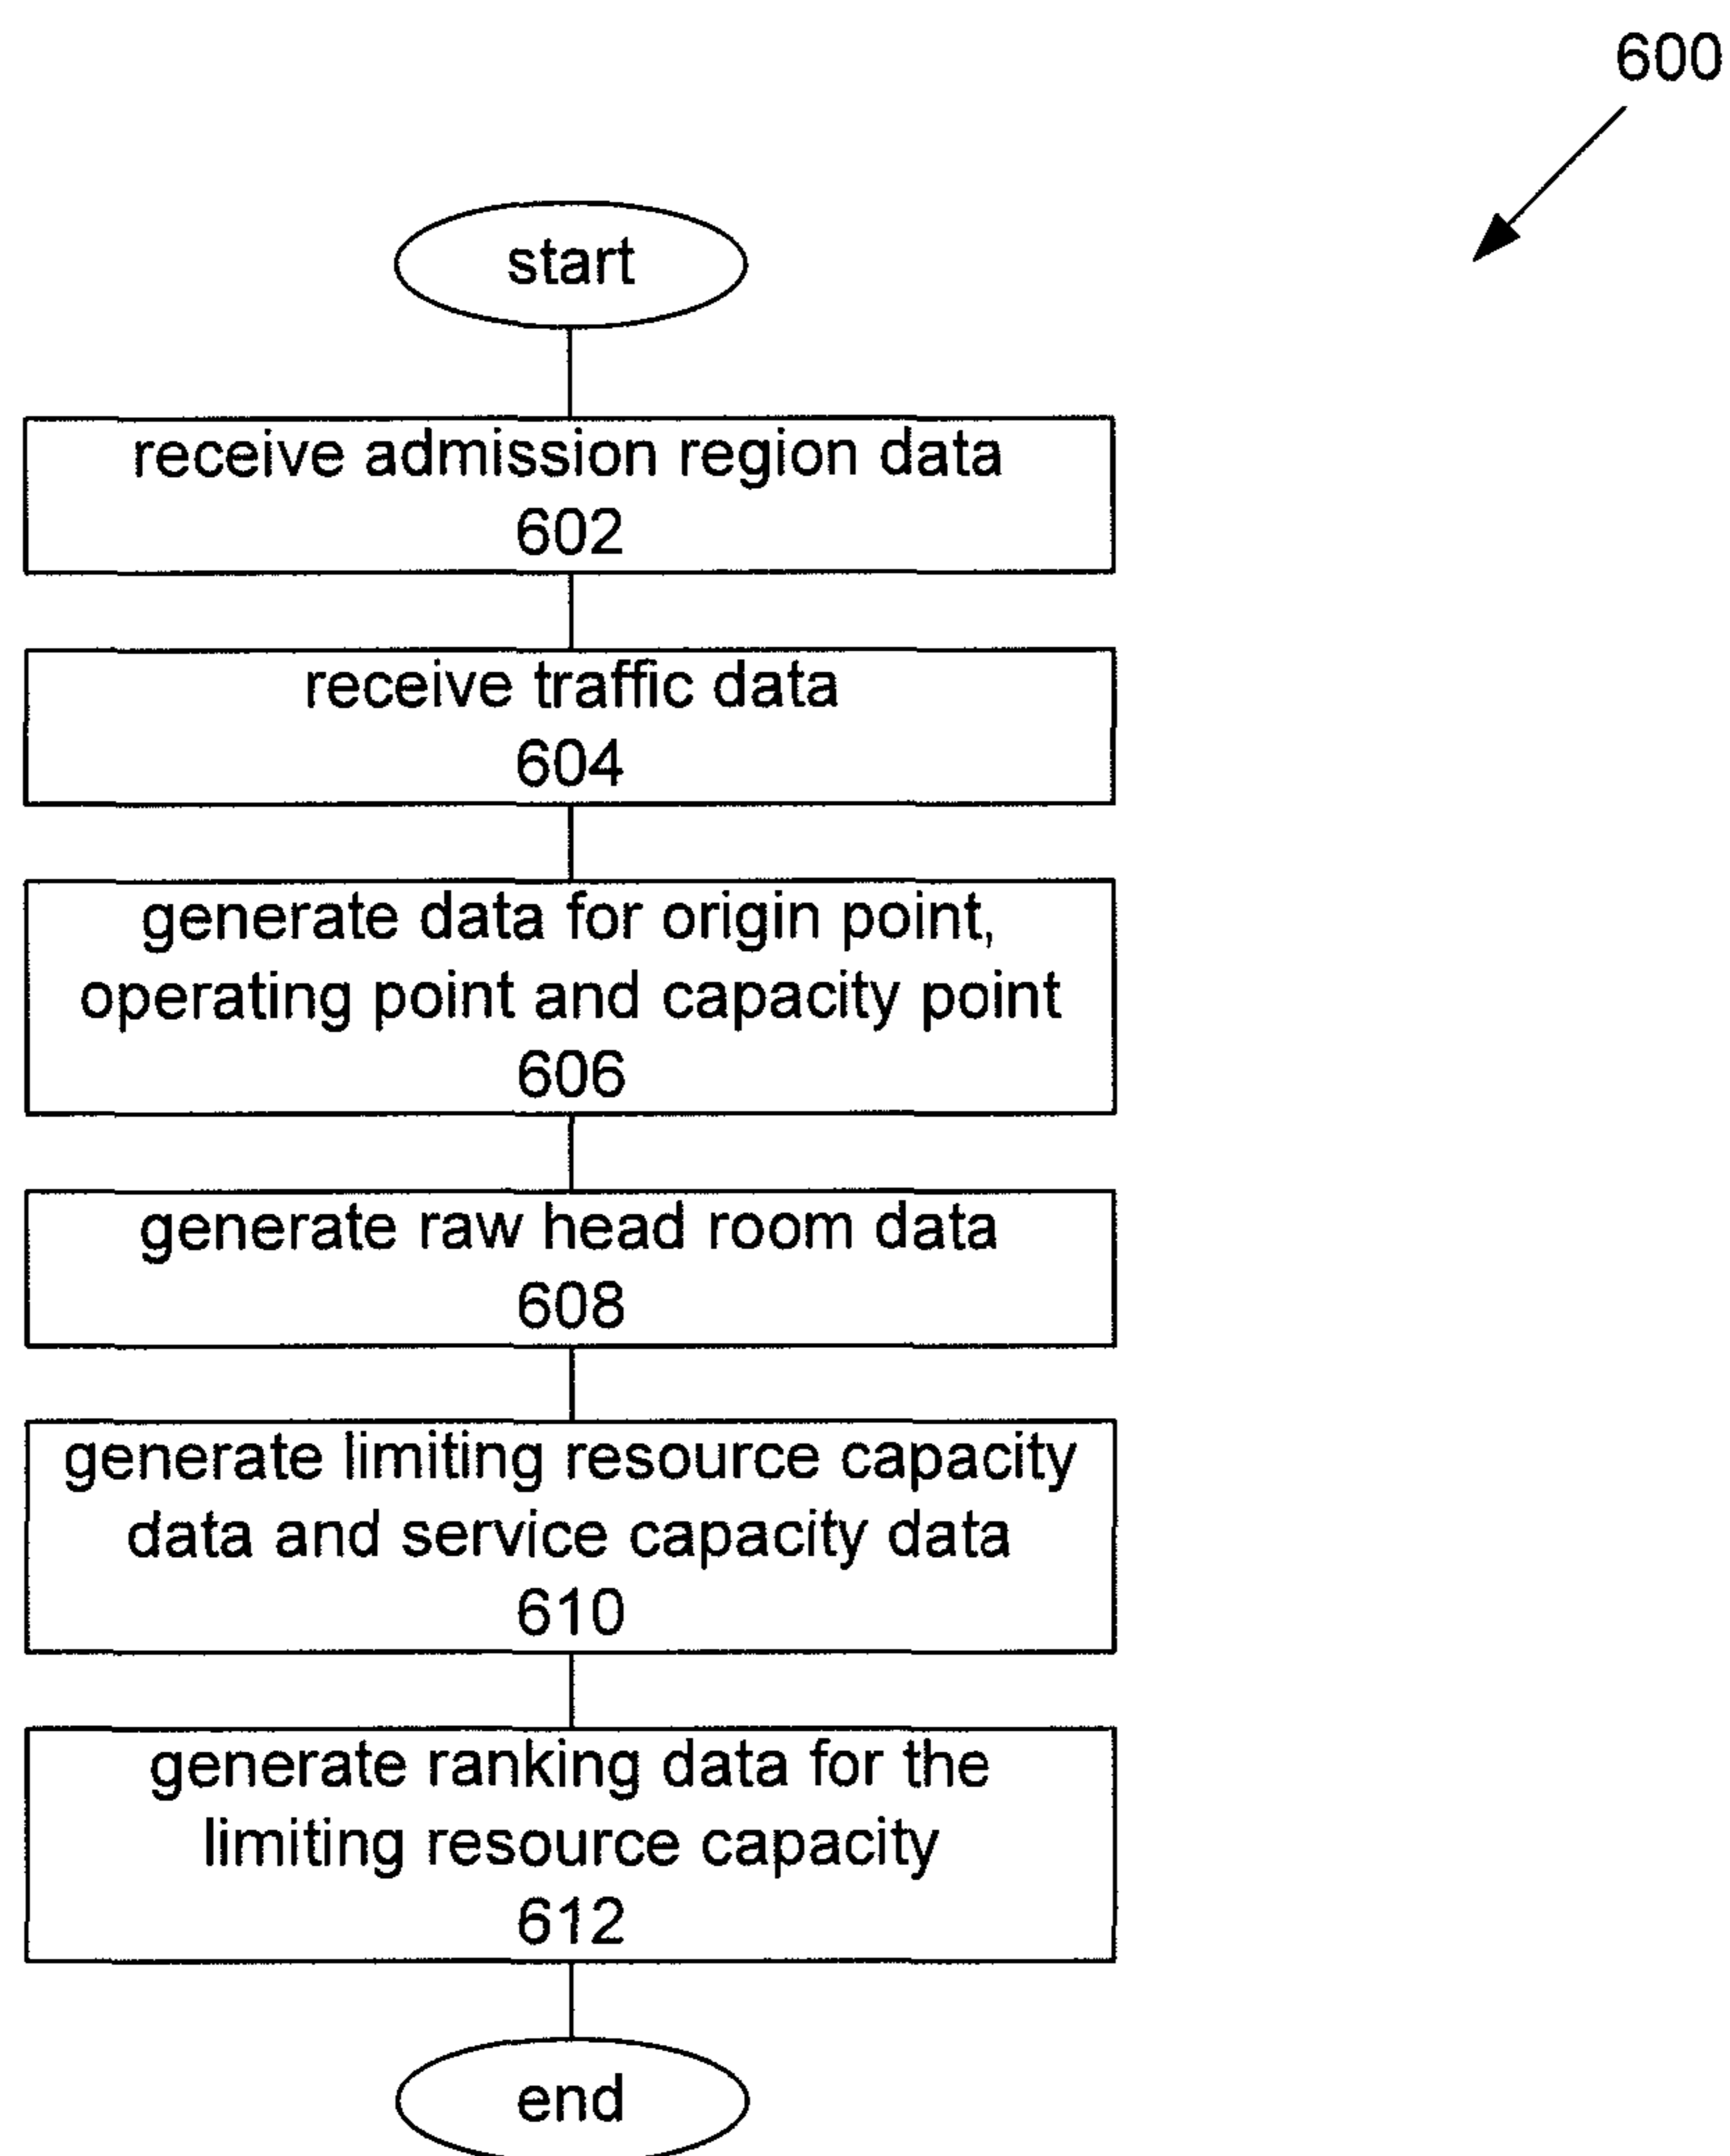 600
start
receive admission region data
602
receive traffic data
604
generate data for origin point,
operating point and capacity point
606
generate raw head room data
608
generate limiting resource capacity
data and service capacity data
610
generate ranking data for the
limiting resource capacity
612
end